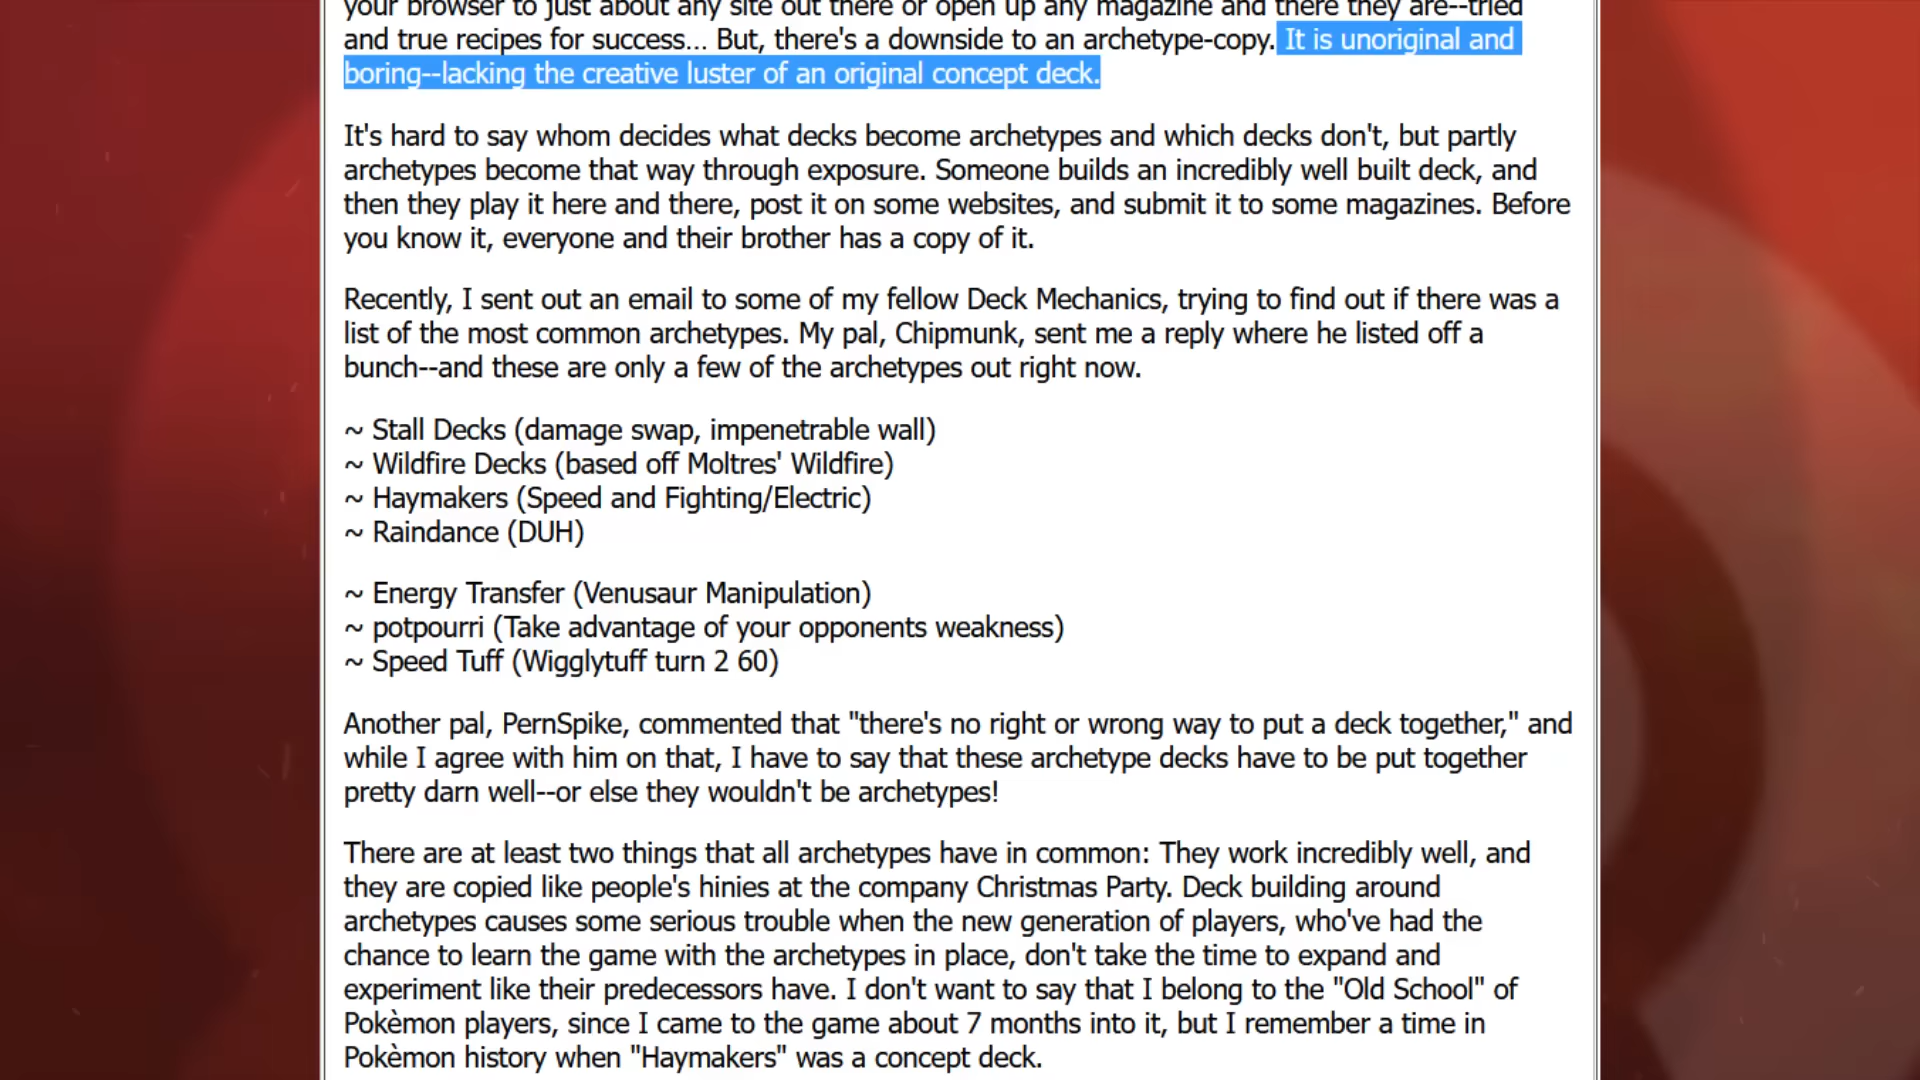 your browser to just about any site out there or open up any magazine and there they are--tried
and true recipes for success... But, there's a downside to an archetype-copy. It is unoriginal and
boring--lacking the creative luster of an original concept deck.
It's hard to say whom decides what decks become archetypes and which decks don't, but partly
archetypes become that way through exposure. Someone builds an incredibly well built deck, and
then they play it here and there, post it on some websites, and submit it to some magazines. Before
you know it, everyone and their brother has a copy of it.
Recently, I sent out an email to some of my fellow Deck Mechanics, trying to find out if there was a
list of the most common archetypes. My pal, Chipmunk, sent me a reply where he listed off a
bunch--and these are only a few of the archetypes out right now.
~ Stall Decks (damage swap, impenetrable wall)
~ Wildfire Decks (based off Moltres' Wildfire)
~ Haymakers (Speed and Fighting/Electric)
~ Raindance (DUH)
~ Energy Transfer (Venusaur Manipulation)
~ potpourri (Take advantage of your opponents weakness)
~ Speed Tuff (Wigglytuff turn 2 60)
Another pal, PernSpike, commented that "there's no right or wrong way to put a deck together," and
while I agree with him on that, I have to say that these archetype decks have to be put together
pretty darn well--or else they wouldn't be archetypes!
There are at least two things that all archetypes have in common: They work incredibly well, and
they are copied like people's hinies at the company Christmas Party. Deck building around
archetypes causes some serious trouble when the new generation of players, who've had the
chance to learn the game with the archetypes in place, don't take the time to expand and
experiment like their predecessors have. I don't want to say that I belong to the "Old School" of
Pokèmon players, since I came to the game about 7 months into it, but I remember a time in
Pokèmon history when "Haymakers" was a concept deck.